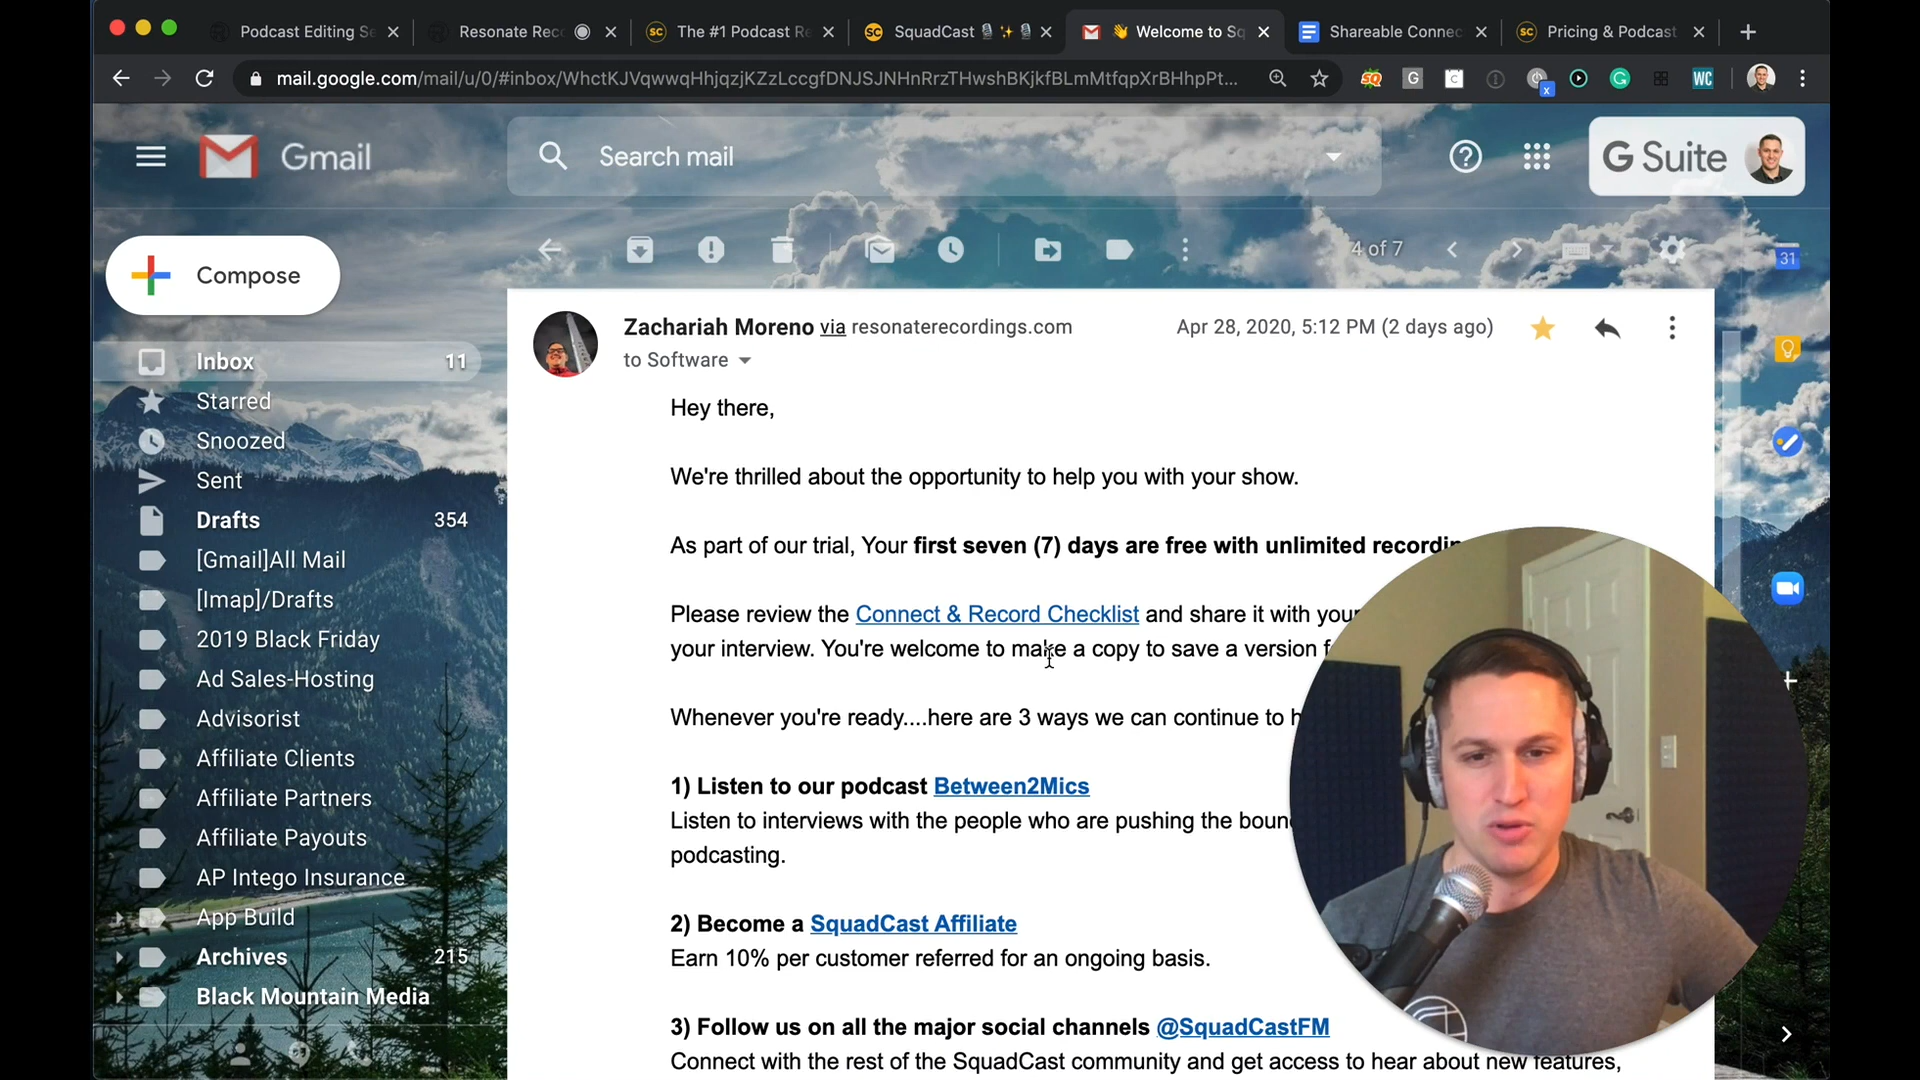 Podcast Editing Se
Resonate Rec
The #1 Podcast R
SquadCast
Welcome to Sq
Shareable Connec
Pricing & Podcast
mail.google.com/mail/u/0/#inbox/WhctKJVqwwqHhjqzjKZzLccgfDNJSJNHnRrzTHwshBKjkfBLmMtfqpXrBHhpPt...
Gmail
Search mail
G Suite
Compose
4 of 7
31
Inbox 11
Starred
Snoozed
Sent
Drafts 354
[Gmail]All Mail
[Imap]/Drafts
2019 Black Friday
Ad Sales-Hosting
Advisorist
Affiliate Clients
Affiliate Partners
Affiliate Payouts
AP Intego Insurance
App Build
Archives 215
Black Mountain Media
Zachariah Moreno via resonaterecordings.com
Apr 28, 2020, 5:12 PM (2 days ago)
to Software
Hey there,
We're thrilled about the opportunity to help you with your show.
As part of our trial, Your first seven (7) days are free with unlimited recordin
Please review the Connect & Record Checklist and share it with your
your interview. You're welcome to make a copy to save a version f
Whenever you're ready....here are 3 ways we can continue to h
1) Listen to our podcast Between2Mics
Listen to interviews with the people who are pushing the boun
podcasting.
2) Become a SquadCast Affiliate
Earn 10% per customer referred for an ongoing basis.
3) Follow us on all the major social channels @SquadCastFM
Connect with the rest of the SquadCast community and get access to hear about new features,